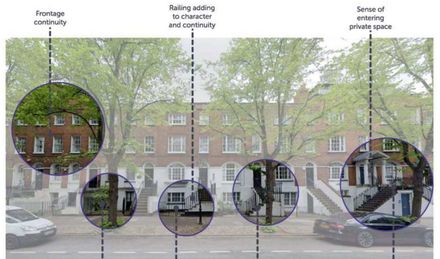 Frontage
continuity
Railing adding
to character
and continuity
Sense of
entering
private space